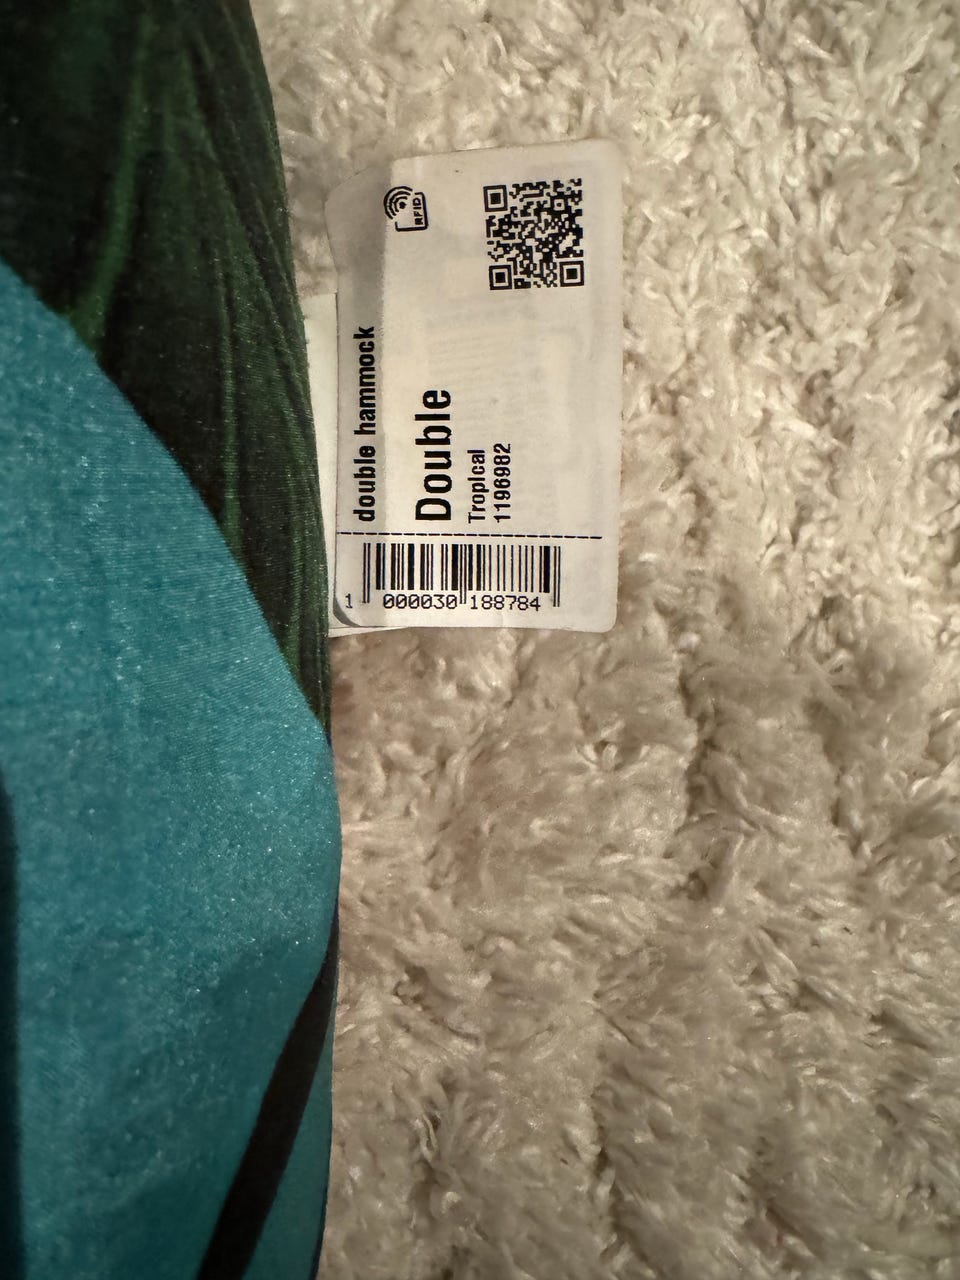 RFID
double hammock
Double
Tropical
1196982
1 000030 188784